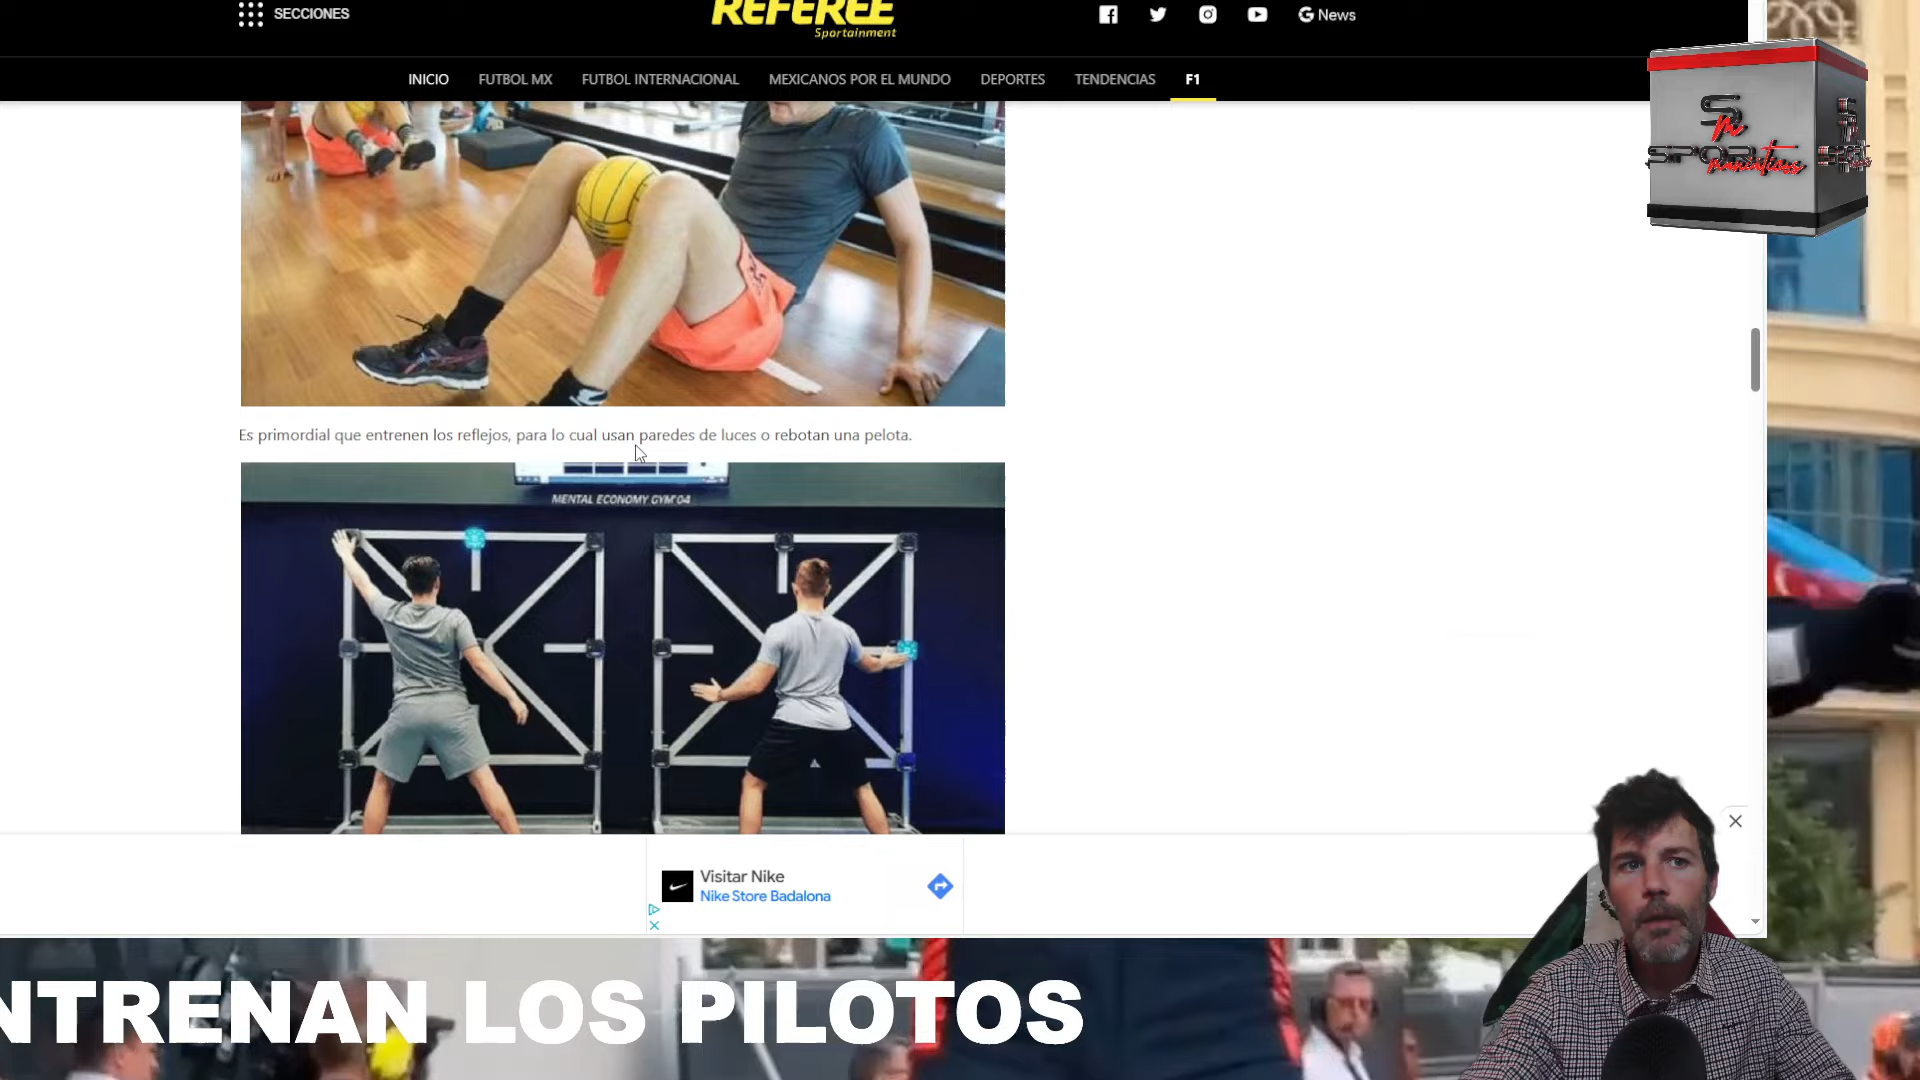 SECCIONES
REFEREE
Sportainment
G News
INICIO
FUTBOL MX
FUTBOL INTERNACIONAL
MEXICANOS POR EL MUNDO
DEPORTES
TENDENCIAS
F1
Es primordial que entrenen los reflejos, para lo cual usan paredes de luces o rebotan una pelota.
MENTAL ECONOMY GYM'04
Visitar Nike
Nike Store Badalona
NTRENAN LOS PILOTOS